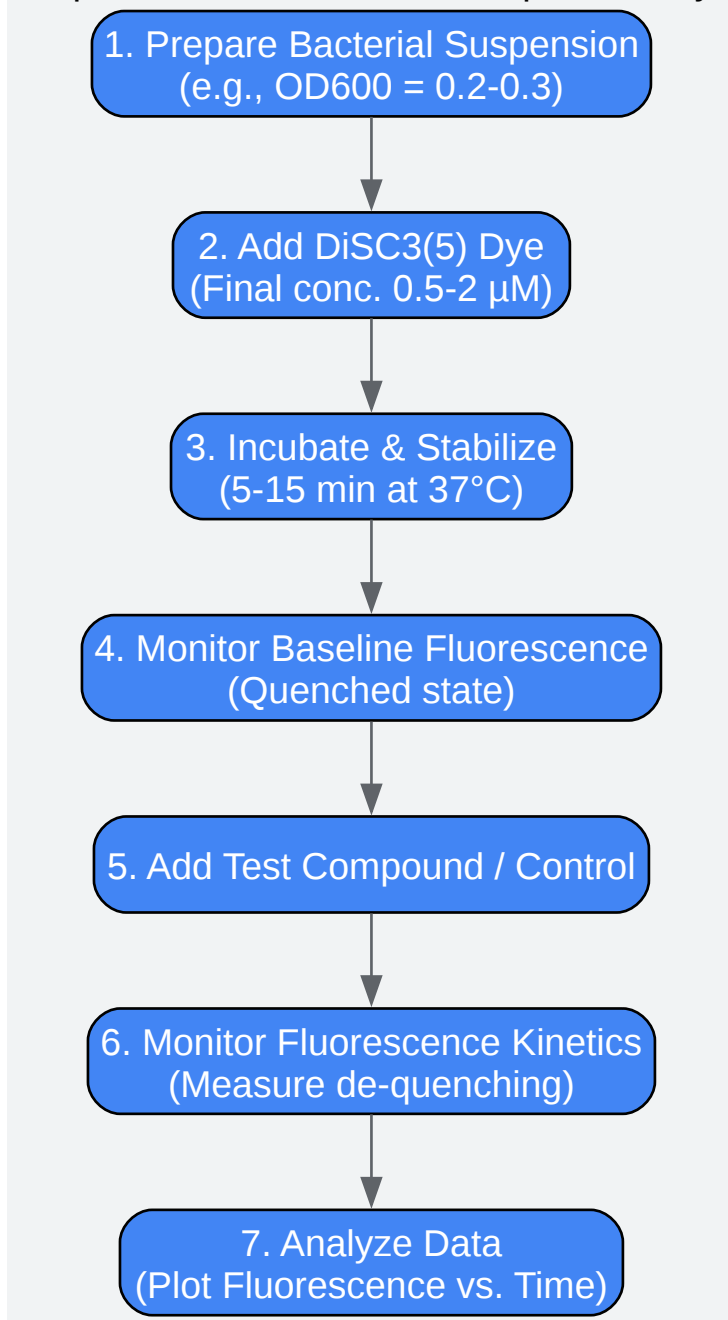 1. Prepare Bacterial Suspension
(e.g., OD600 = 0.2-0.3)
2. Add DiSC3(5) Dye
(Final conc. 0.5-2 µM)
3. Incubate & Stabilize
(5-15 min at 37°C)
4. Monitor Baseline Fluorescence
(Quenched state)
5. Add Test Compound / Control
6. Monitor Fluorescence Kinetics
(Measure de-quenching)
7. Analyze Data
(Plot Fluorescence vs. Time)